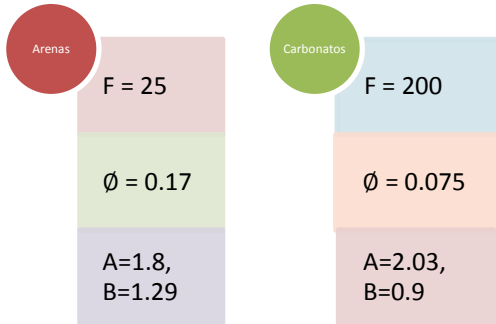 Arenas
F = 25
Ø = 0.17
A=1.8,
B=1.29
Carbonatos
F = 200
Ø = 0.075
A=2.03,
B=0.9